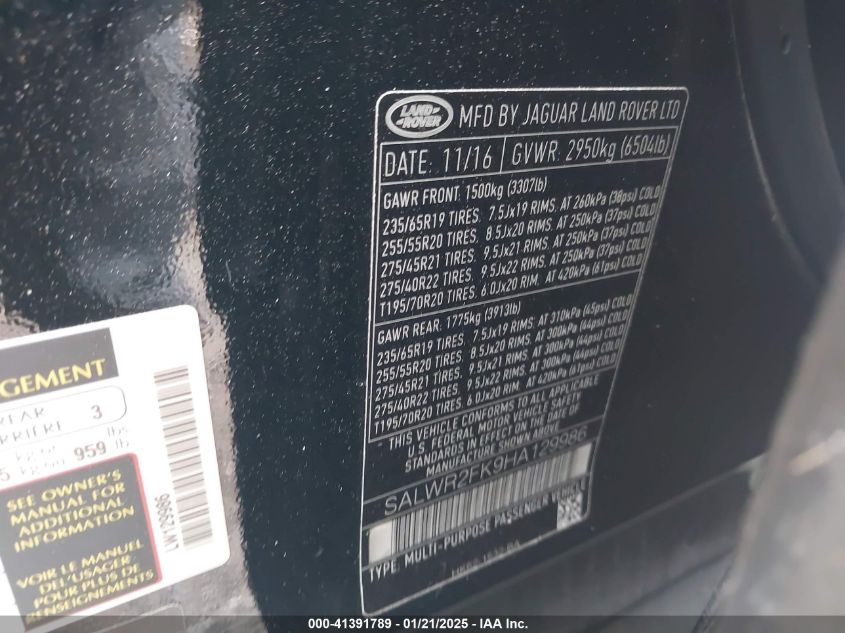 LAND ROVER
MFD BY JAGUAR LAND ROVER LTD
DATE: 11/16 GVWR: 2950kg (6504lb)
GAWR FRONT: 1500kg (3307lb)
235/65R19 TIRES, 7.5Jx19 RIMS, AT 260kPa (38psi) COLD
255/55R20 TIRES, 8.5Jx20 RIMS, AT 250kPa (37psi) COLD
275/45R21 TIRES, 9.5Jx21 RIMS, AT 250kPa (37psi) COLD
275/40R22 TIRES, 9.5Jx22 RIMS, AT 250kPa (37psi) COLD
T195/70R20 TIRES, 6.0Jx20 RIM, AT 420kPa (61psi) COLD
GAWR REAR: 1775kg (3913lb)
235/65R19 TIRES, 7.5Jx19 RIMS, AT 310kPa (45psi) COLD
255/55R20 TIRES, 8.5Jx20 RIMS, AT 300kPa (44psi) COLD
275/45R21 TIRES, 9.5Jx21 RIMS, AT 300kPa (44psi) COLD
275/40R22 TIRES, 9.5Jx22 RIMS, AT 300kPa (44psi) COLD
T195/70R20 TIRES, 6.0Jx20 RIM, AT 420kPa (61psi) COLD
THIS VEHICLE CONFORMS TO ALL APPLICABLE
U.S. FEDERAL MOTOR VEHICLE SAFETY
STANDARDS IN EFFECT ON THE DATE OF
MANUFACTURE SHOWN ABOVE.
SALWR2FK9HA129986
TYPE: MULTI-PURPOSE PASSENGER VEHICLE
GEMENT
REAR 3
ARRIÈRE
5 kg or 959 lbs
kg ou lb
SEE OWNER'S
MANUAL FOR
ADDITIONAL
INFORMATION
VOIR LE MANUEL
DEL'USAGER
POUR PLUS DE
RENSEIGNEMENTS
LW129986
000-41391789 - 01/21/2025 - IAA Inc.